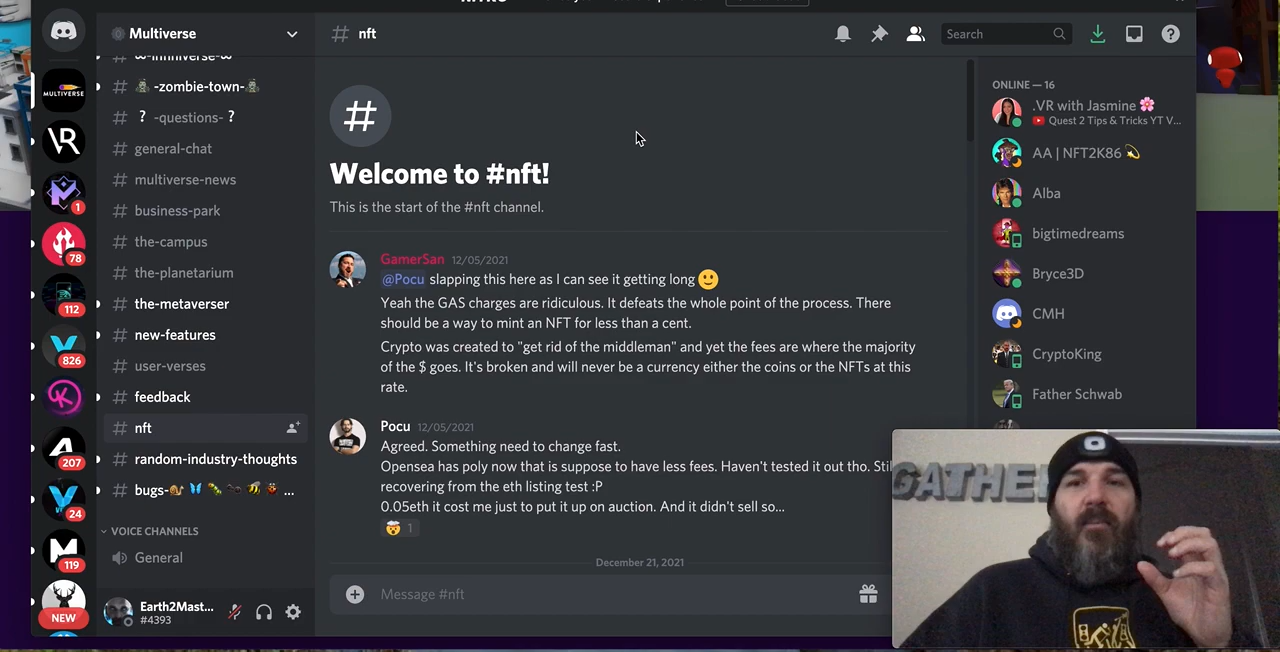 Multiverse
nft
Search
MULTIVERSE
-zombie-town-
? -questions- ?
general-chat
multiverse-news
business-park
the-campus
the-planetarium
the-metaverser
new-features
user-verses
feedback
nft
random-industry-thoughts
bugs- ...
VOICE CHANNELS
General
Earth2Mast...
#4393
1
78
112
826
207
24
119
NEW
Welcome to #nft!
This is the start of the #nft channel.
GamerSan 12/05/2021
@Pocu slapping this here as I can see it getting long
Yeah the GAS charges are ridiculous. It defeats the whole point of the process. There
should be a way to mint an NFT for less than a cent.
Crypto was created to "get rid of the middleman" and yet the fees are where the majority
of the $ goes. It's broken and will never be a currency either the coins or the NFTs at this
rate.
Pocu 12/05/2021
Agreed. Something need to change fast.
Opensea has poly now that is suppose to have less fees. Haven't tested it out tho.
recovering from the eth listing test :P
0.05eth it cost me just to put it up on auction. And it didn't sell so...
1
December 21, 2021
Message #nft
ONLINE — 16
.VR with Jasmine
Quest 2 Tips & Tricks YT V...
AA | NFT2K86
Alba
bigtimedreams
Bryce3D
CMH
CryptoKing
Father Schwab
GATHE